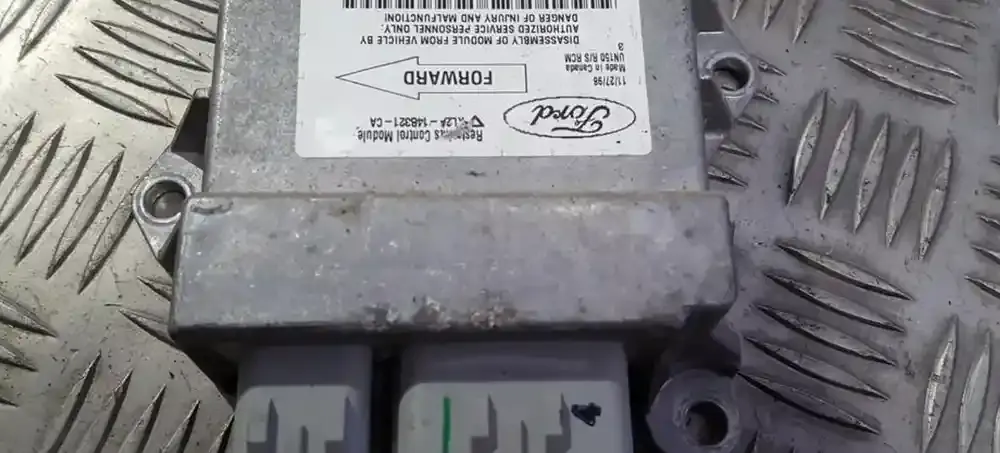 Ford
Restraints Control Module
XL2A-14B321-CA
FORWARD
11/27/98
Made in Canada
UN150 R/S RCM
3
DISASSEMBLY OF MODULE FROM VEHICLE BY
AUTHORIZED SERVICE PERSONNEL ONLY.
DANGER OF INJURY AND MALFUNCTION!